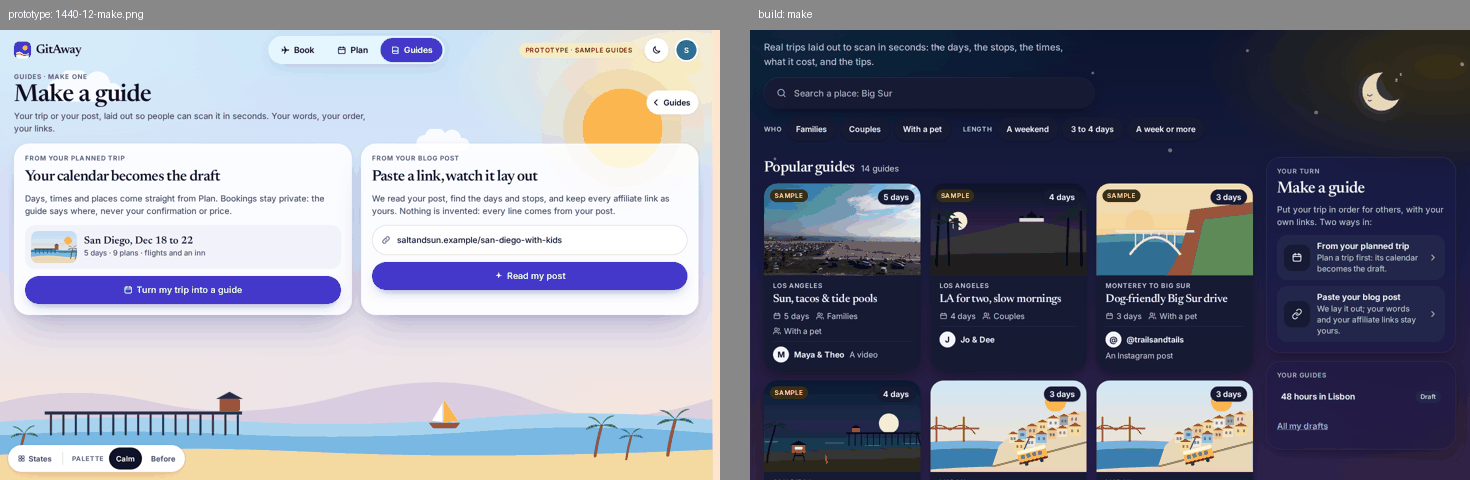 prototype: 1440-12-make.png
GitAway
Book
Plan
Guides
PROTOTYPE · SAMPLE GUIDES
S
GUIDES · MAKE ONE
Make a guide
Your trip or your post, laid out so people can scan it in seconds. Your words, your order,
your links.
Guides
FROM YOUR PLANNED TRIP
Your calendar becomes the draft
Days, times and places come straight from Plan. Bookings stay private: the
guide says where, never your confirmation or price.
San Diego, Dec 18 to 22
5 days · 9 plans · flights and an inn
Turn my trip into a guide
FROM YOUR BLOG POST
Paste a link, watch it lay out
We read your post, find the days and stops, and keep every affiliate link as
yours. Nothing is invented: every line comes from your post.
saltandsun.example/san-diego-with-kids
Read my post
States
PALETTE
Calm
Before
build: make
Real trips laid out to scan in seconds: the days, the stops, the times,
what it cost, and the tips.
Search a place: Big Sur
WHO
Families
Couples
With a pet
LENGTH
A weekend
3 to 4 days
A week or more
Popular guides
14 guides
SAMPLE
5 days
LOS ANGELES
Sun, tacos & tide pools
5 days
Families
With a pet
M
Maya & Theo
A video
SAMPLE
4 days
LOS ANGELES
LA for two, slow mornings
4 days
Couples
J
Jo & Dee
SAMPLE
3 days
MONTEREY TO BIG SUR
Dog-friendly Big Sur drive
3 days
With a pet
@
@trailsandtails
An Instagram post
SAMPLE
4 days
3 days
3 days
YOUR TURN
Make a guide
Put your trip in order for others, with your
own links. Two ways in:
From your planned trip
Plan a trip first: its calendar
becomes the draft.
Paste your blog post
We lay it out; your words
and your affiliate links stay
yours.
YOUR GUIDES
48 hours in Lisbon
Draft
All my drafts